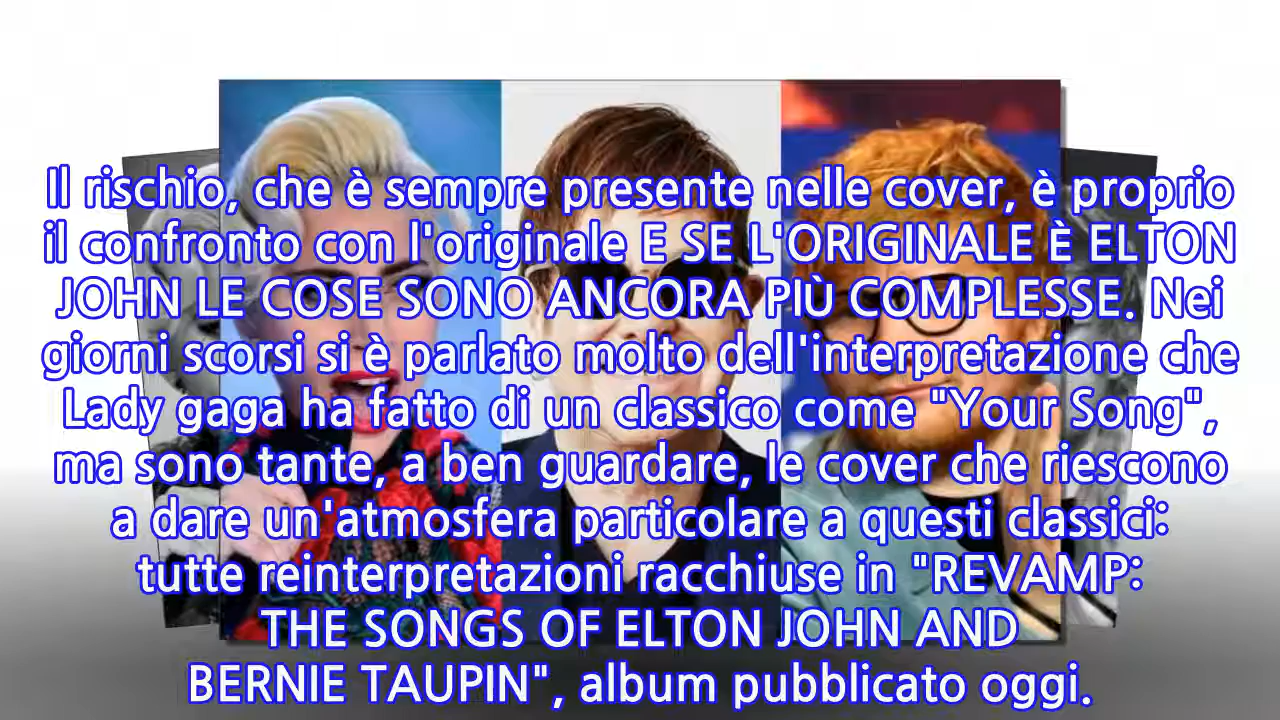 Il rischio, che è sempre presente nelle cover, è proprio
il confronto con l'originale E SE L'ORIGINALE È ELTON
JOHN LE COSE SONO ANCORA PIÙ COMPLESSE. Nei
giorni scorsi si è parlato molto dell'interpretazione che
Lady gaga ha fatto di un classico come "Your Song",
ma sono tante, a ben guardare, le cover che riescono
a dare un'atmosfera particolare a questi classici:
tutte reinterpretazioni racchiuse in "REVAMP:
THE SONGS OF ELTON JOHN AND
BERNIE TAUPIN", album pubblicato oggi.